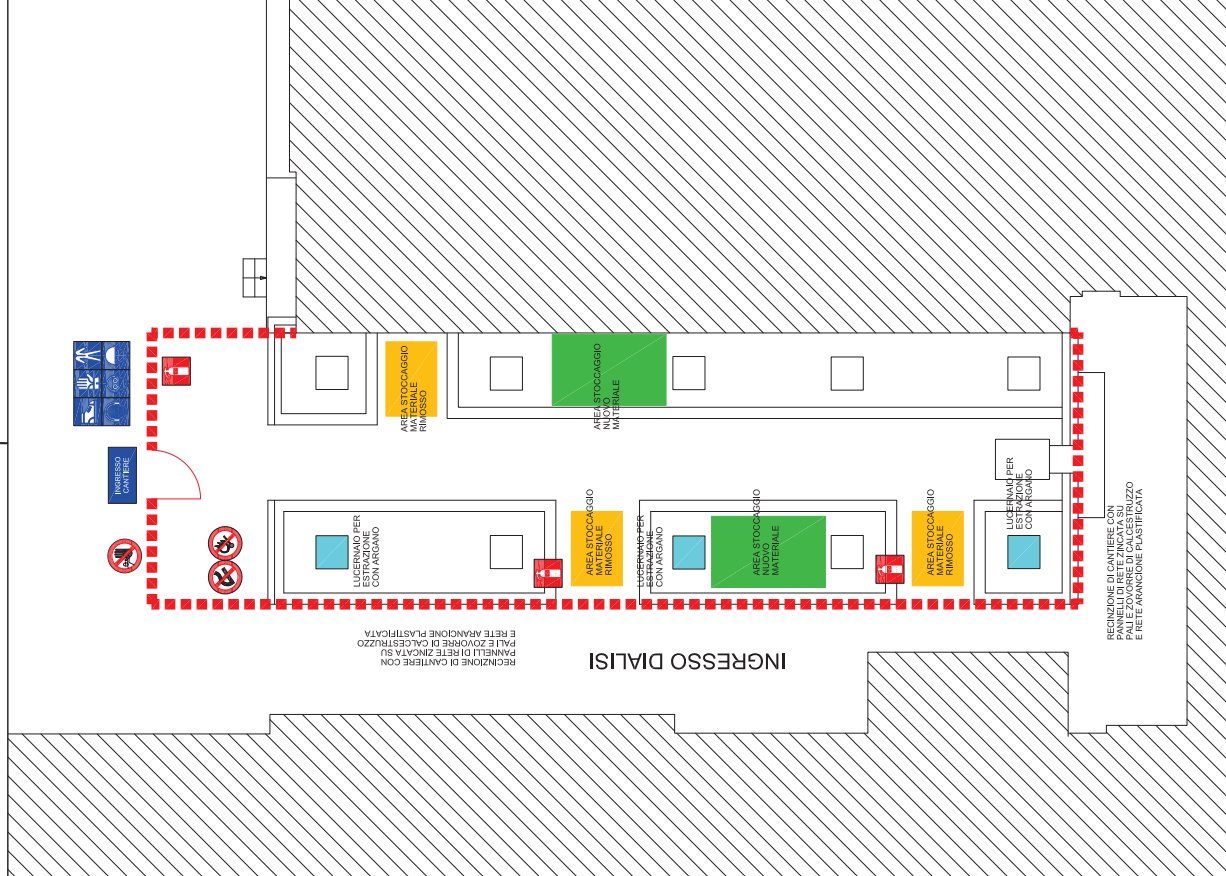 INGRESSO
CANTIERE
AREA STOCCAGGIO
MATERIALE
RIMOSSO
AREA STOCCAGGIO
NUOVO
MATERIALE
LUCERNAIO PER
ESTRAZIONE
CON ARGANO
AREA STOCCAGGIO
MATERIALE
RIMOSSO
LUCERNAIO PER
ESTRAZIONE
CON ARGANO
AREA STOCCAGGIO
NUOVO
MATERIALE
AREA STOCCAGGIO
MATERIALE
RIMOSSO
LUCERNAIO PER
ESTRAZIONE
CON ARGANO
RECINZIONE DI CANTIERE CON
PANNELLI DI RETE ZINCATA SU
PALI E ZOVORRE DI CALCESTRUZZO
E RETE ARANCIONE PLASTIFICATA
INGRESSO DIALISI
RECINZIONE DI CANTIERE CON
PANNELLI DI RETE ZINCATA SU
PALI E ZOVORRE DI CALCESTRUZZO
E RETE ARANCIONE PLASTIFICATA